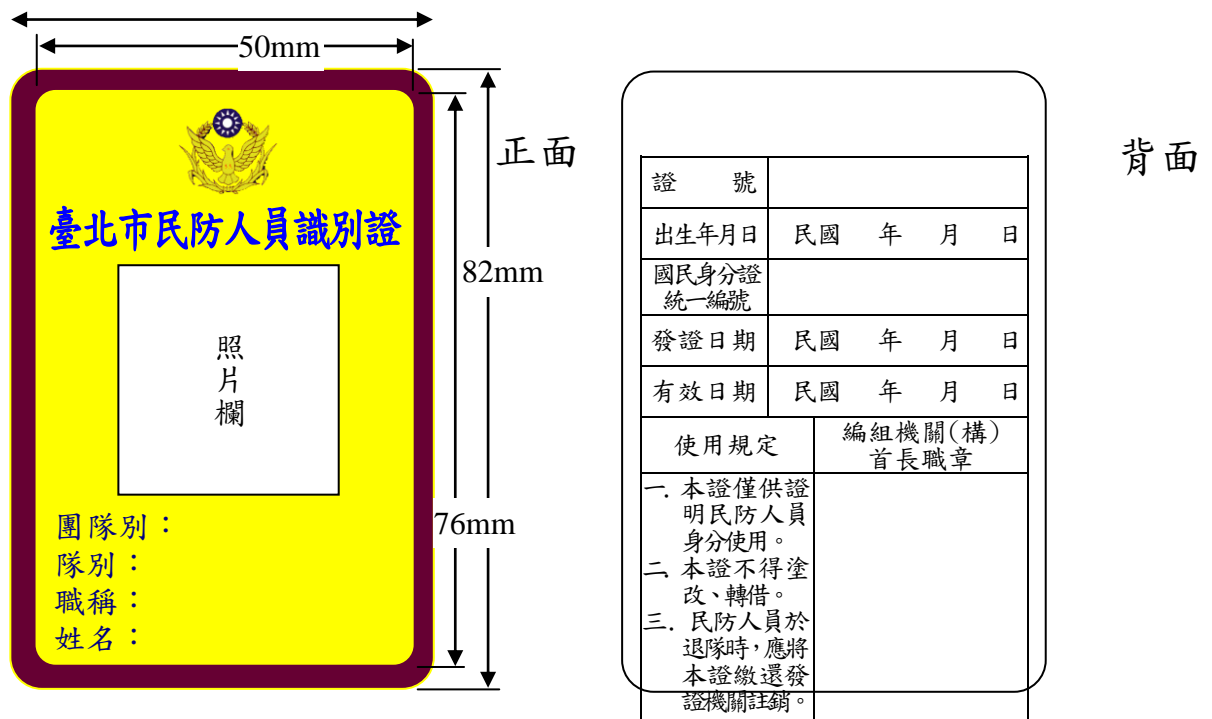 50mm
正面
臺北市民防人員識別證
82mm
照
片
欄
76mm
團隊別：
隊別：
職稱：
姓名：
背面
證 號
出生年月日 民國 年 月 日
國民身分證
統一編號
發證日期 民國 年 月 日
有效日期 民國 年 月 日
使用規定
編組機關(構)
首長職章
一. 本證僅供證
明民防人員
身分使用。
二. 本證不得塗
改、轉借。
三. 民防人員於
退隊時，應將
本證繳還發
證機關註銷。